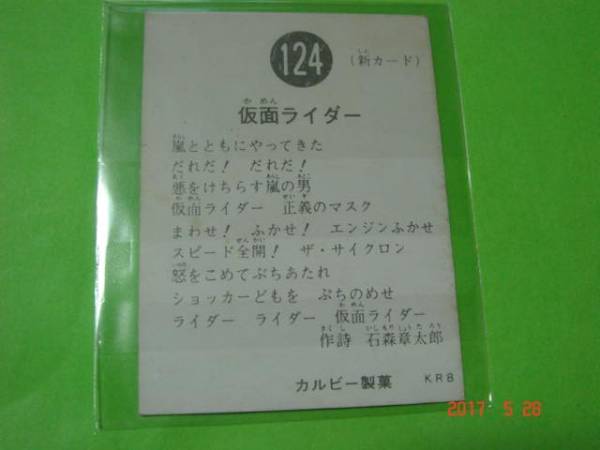 124
(新カード)
仮面ライダー
嵐とともにやってきた
だれだ! だれだ!
悪をけちらす嵐の男
仮面ライダー 正義のマスク
まわせ! ふかせ! エンジンふかせ
スピード全開! ザ・サイクロン
怒をこめてぶちあたれ
ショッカーどもを ぶちのめせ
ライダー ライダー 仮面ライダー
作詩 石森章太郎
カルビー製菓 KR8
2017 5 28